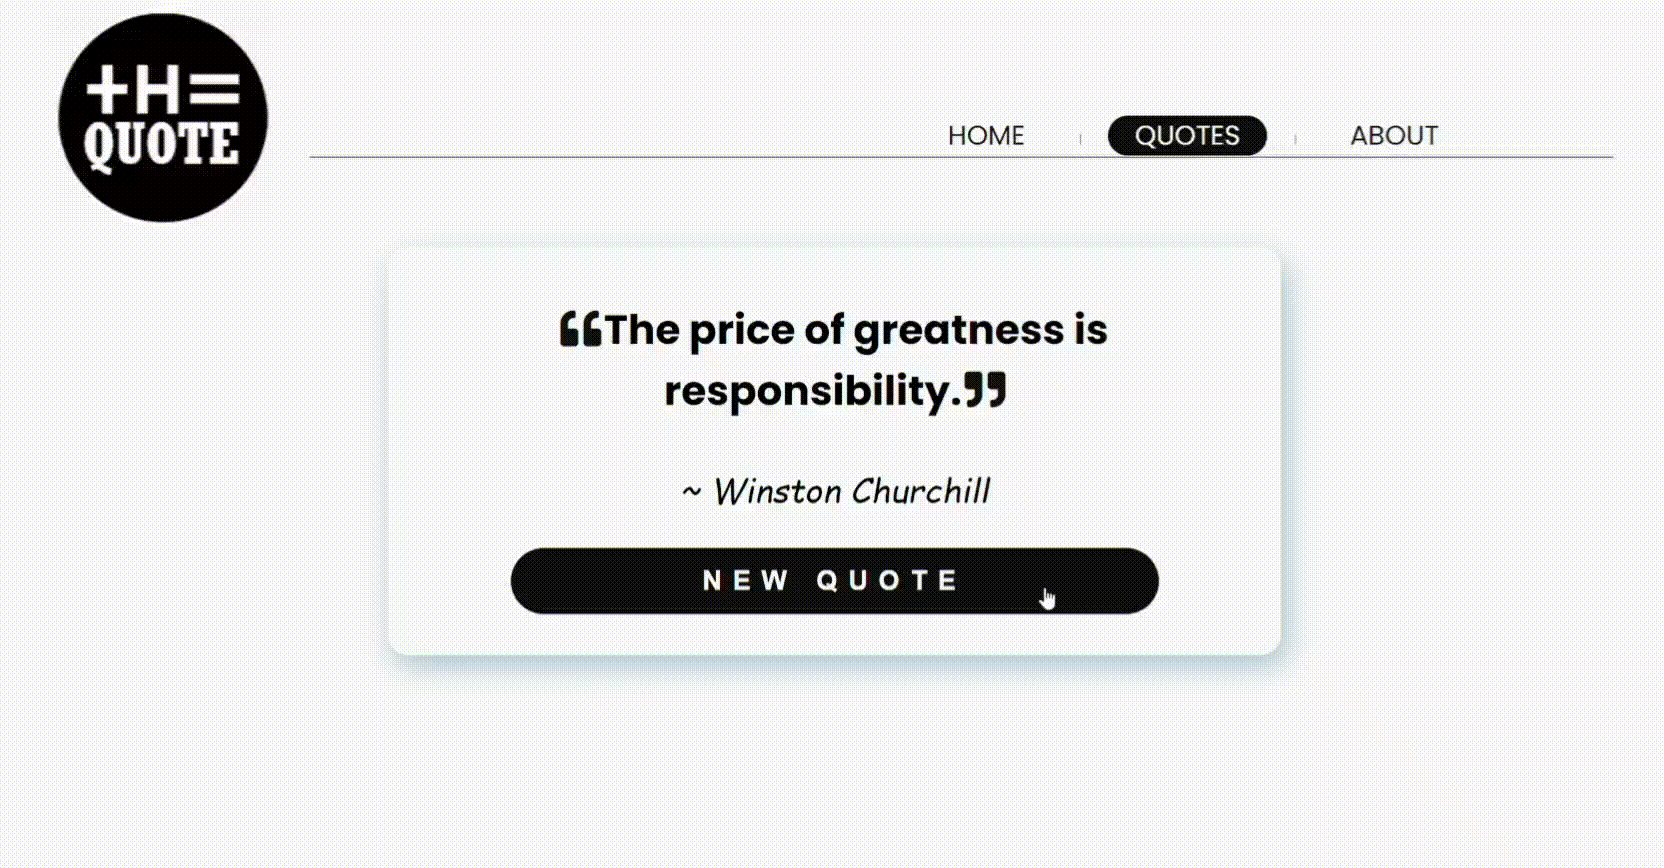 +H=
QUOTE
HOME
QUOTES
ABOUT
❝The price of greatness is
responsibility.❞
~ Winston Churchill
NEW QUOTE